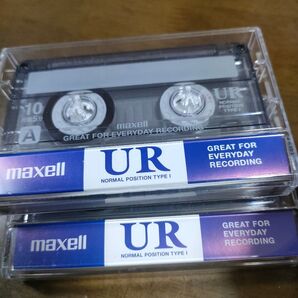 10
A
maxell
UR
NORMAL POSITION
TYPE I
GREAT FOR EVERYDAY RECORDING
maxell
UR
NORMAL POSITION TYPE I
GREAT FOR
EVERYDAY
RECORDING
maxell
UR
NORMAL POSITION TYPE I
GREAT FOR
EVERYDAY
RECORDING